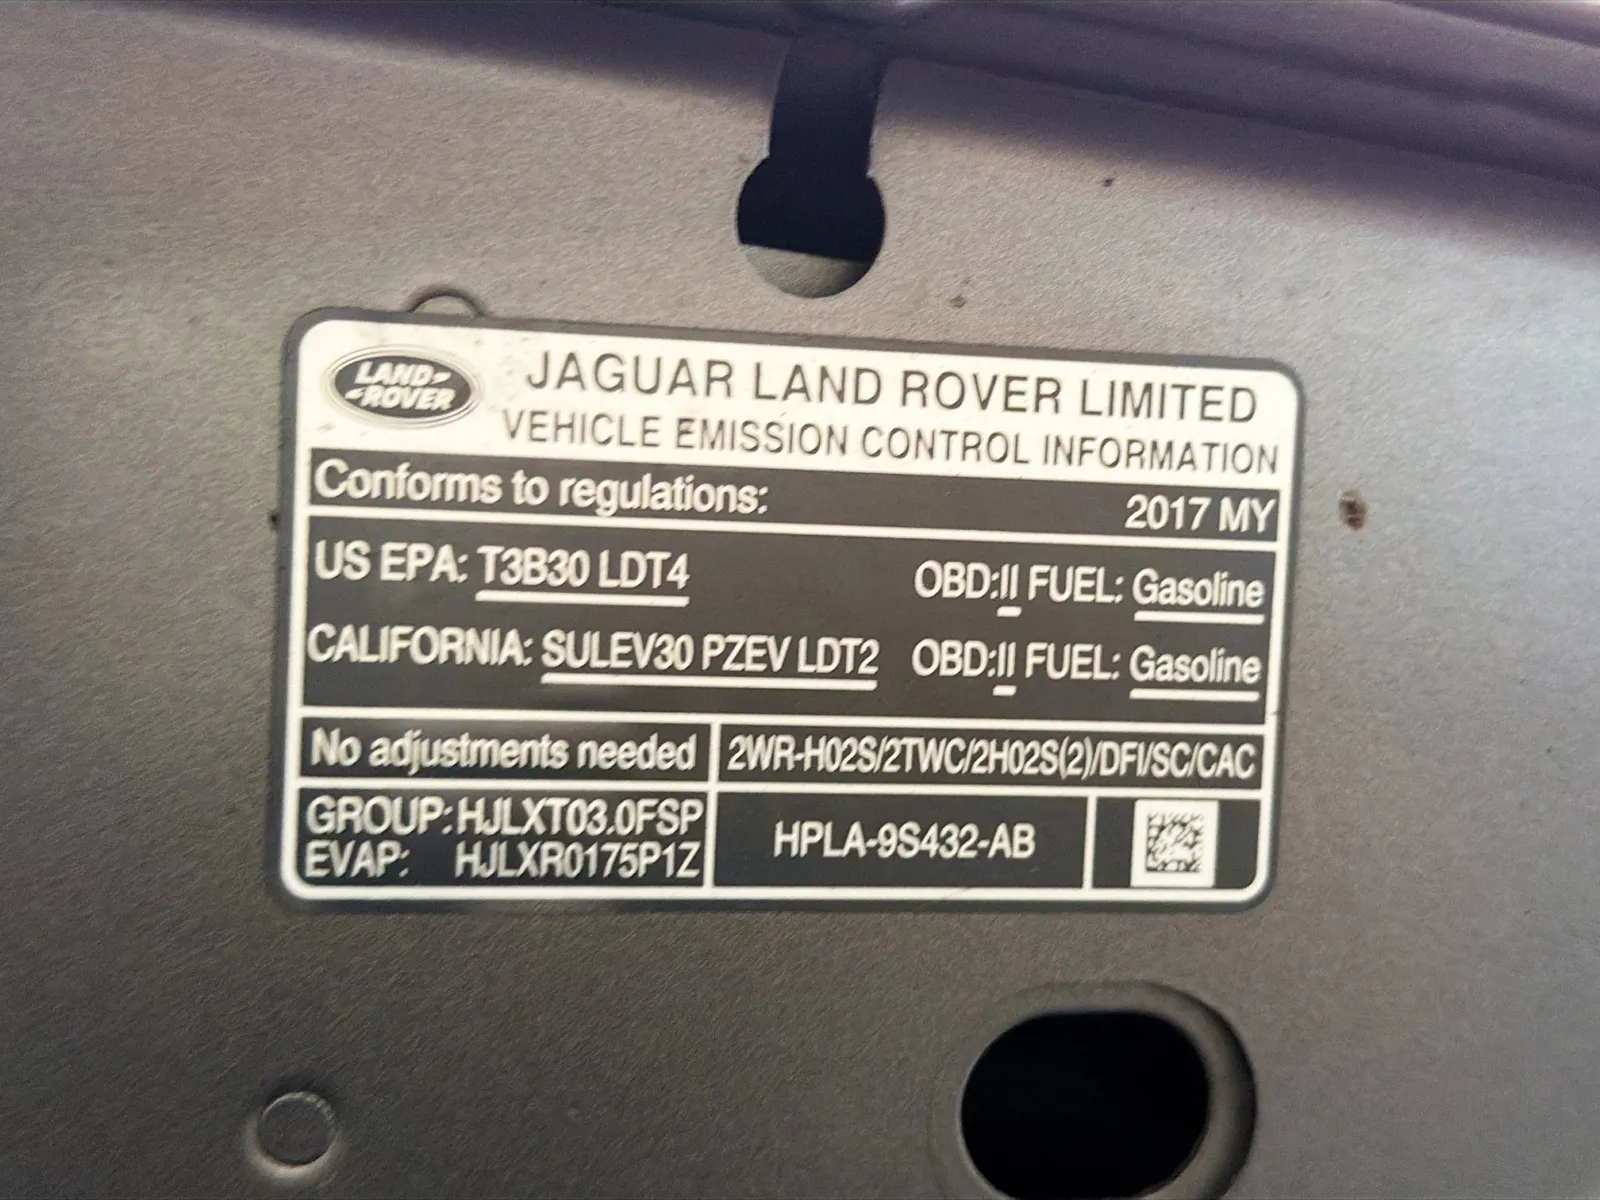 LAND-
-ROVER
JAGUAR LAND ROVER LIMITED
VEHICLE EMISSION CONTROL INFORMATION
Conforms to regulations: 2017 MY
US EPA: T3B30 LDT4 OBD:II FUEL: Gasoline
CALIFORNIA: SULEV30 PZEV LDT2 OBD:II FUEL: Gasoline
No adjustments needed 2WR-H02S/2TWC/2H02S(2)/DFI/SC/CAC
GROUP: HJLXT03.0FSP
EVAP: HJLXR0175P1Z
HPLA-9S432-AB